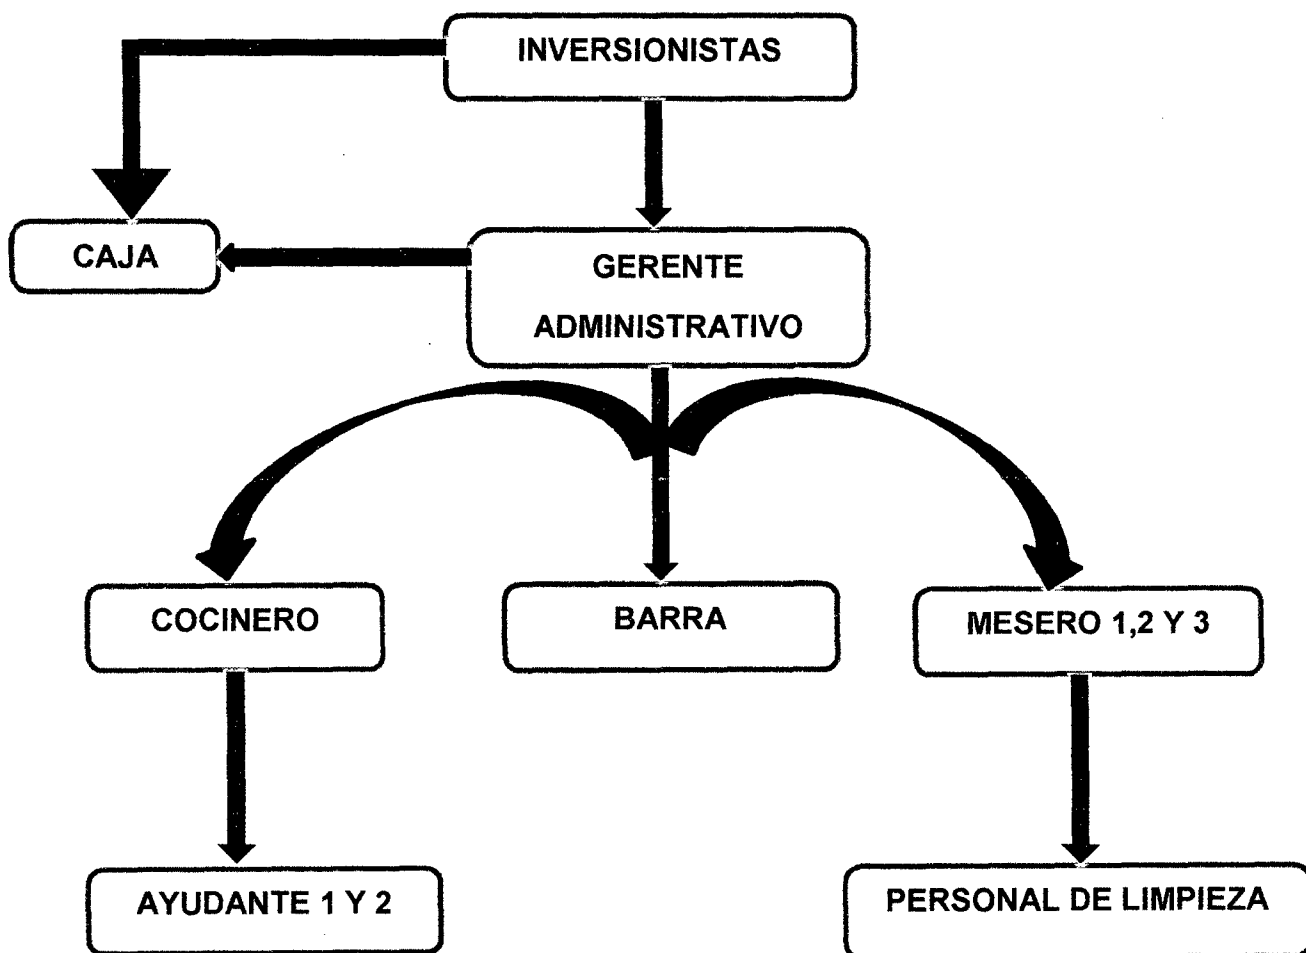 INVERSIONISTAS
CAJA
GERENTE
ADMINISTRATIVO
COCINERO
BARRA
MESERO 1,2 Y 3
AYUDANTE 1 Y 2
PERSONAL DE LIMPIEZA